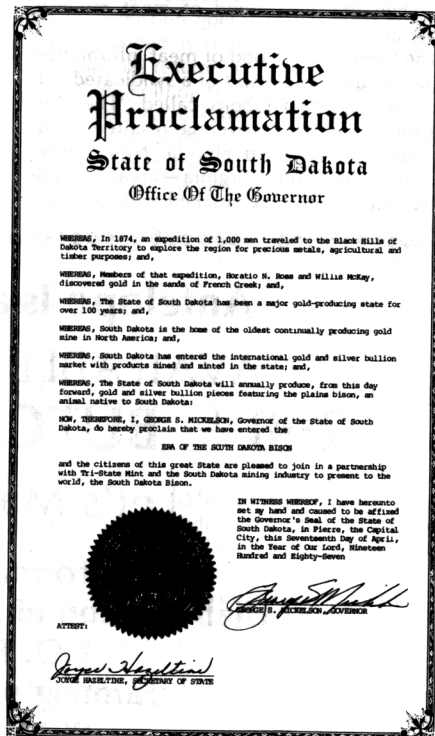 Executive
Proclamation
State of South Dakota
Office Of The Governor
WHEREAS, In 1874, an expedition of 1,000 men traveled to the Black Hills of
Dakota Territory to explore the region for precious metals, agricultural and
timber purposes; and,
WHEREAS, Members of that expedition, Horatio N. Ross and Willis McKay,
discovered gold in the sands of French Creek; and,
WHEREAS, The State of South Dakota has been a major gold-producing state for
over 100 years; and,
WHEREAS, South Dakota is the home of the oldest continually producing gold
mine in North America; and,
WHEREAS, South Dakota has entered the international gold and silver bullion
market with products mined and minted in the state; and,
WHEREAS, The State of South Dakota will annually produce, from this day
forward, gold and silver bullion pieces featuring the plains bison, an
animal native to South Dakota:
NOW, THEREFORE, I, GEORGE S. MICKELSON, Governor of the State of South
Dakota, do hereby proclaim that we have entered the
ERA OF THE SOUTH DAKOTA BISON
and the citizens of this great State are pleased to join in a partnership
with Tri-State Mint and the South Dakota mining industry to present to the
world, the South Dakota Bison.
IN WITNESS WHEREOF, I have hereunto
set my hand and caused to be affixed
the Governor's Seal of the State of
South Dakota, in Pierre, the Capital
City, this Seventeenth Day of April,
in the Year of Our Lord, Nineteen
Hundred and Eighty-Seven
George S Mickelson
GEORGE S. MICKELSON, GOVERNOR
ATTEST:
Joyce Hazeltine
JOYCE HAZELTINE, SECRETARY OF STATE